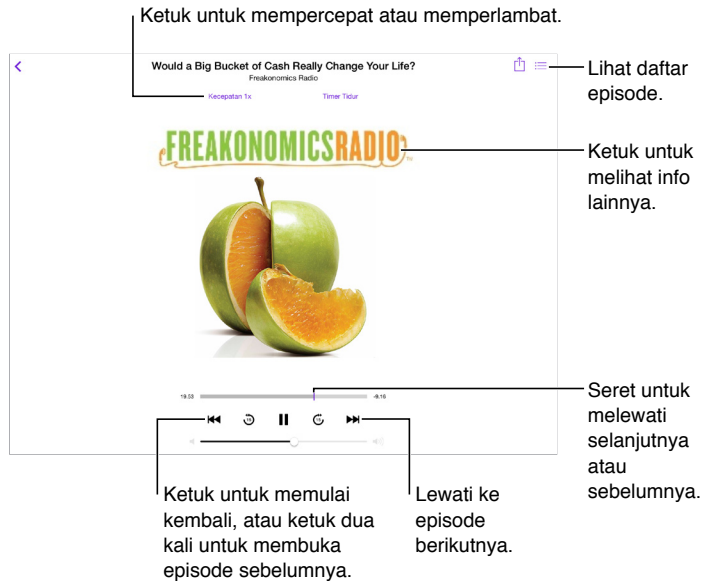 Ketuk untuk mempercepat atau memperlambat.
Would a Big Bucket of Cash Really Change Your Life?
Freakonomics Radio
Kecepatan 1x
Timer Tidur
Lihat daftar
episode.
FREAKONOMICSRADIO
Ketuk untuk
melihat info
lainnya.
19.53
-9.16
Seret untuk
melewati
selanjutnya
atau
sebelumnya.
15
15
Ketuk untuk memulai
kembali, atau ketuk dua
kali untuk membuka
episode sebelumnya.
Lewati ke
episode
berikutnya.